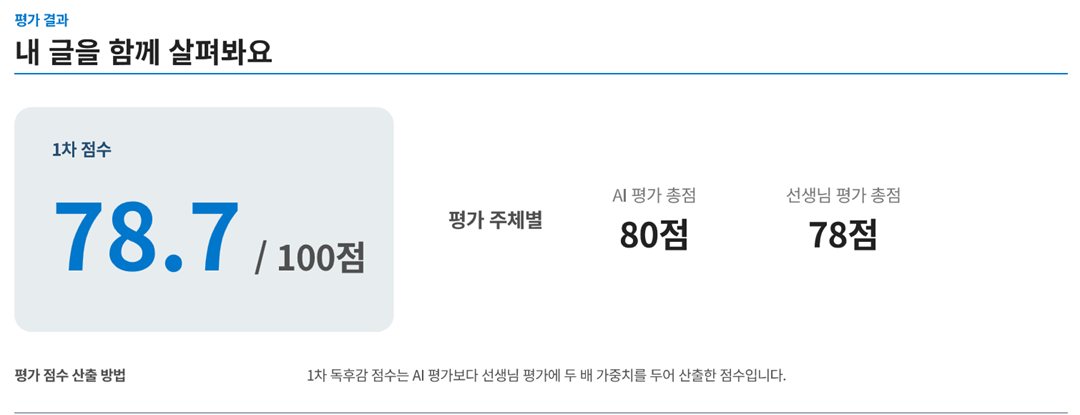 평가 결과
내 글을 함께 살펴봐요
1차 점수
78.7 / 100점
평가 주체별
AI 평가 총점
80점
선생님 평가 총점
78점
평가 점수 산출 방법
1차 독후감 점수는 AI 평가보다 선생님 평가에 두 배 가중치를 두어 산출한 점수입니다.